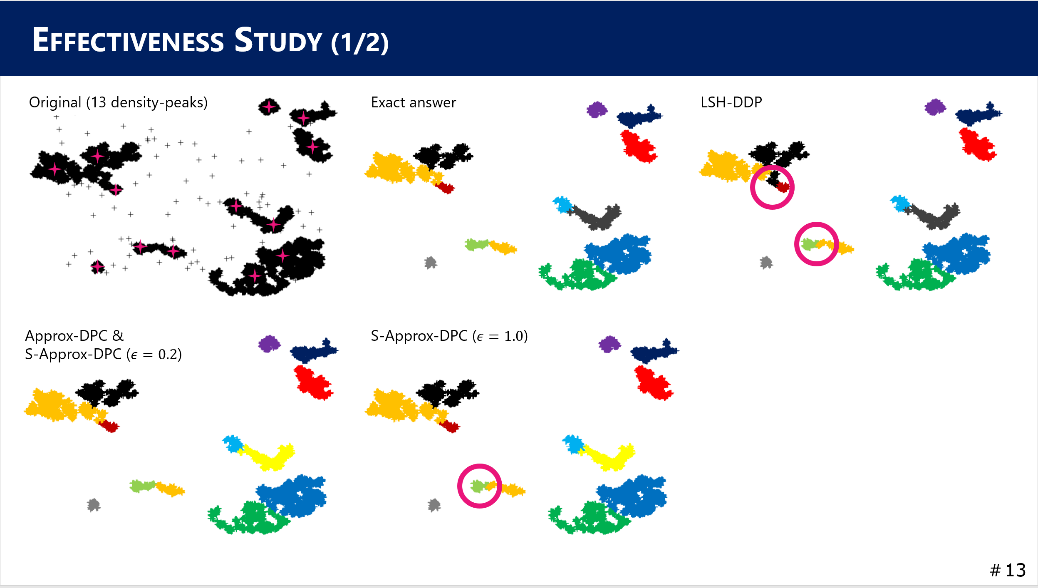 EFFECTIVENESS STUDY (1/2)
Original (13 density-peaks)
Exact answer
LSH-DDP
Approx-DPC &
S-Approx-DPC (ϵ = 0.2)
S-Approx-DPC (ϵ = 1.0)
# 13